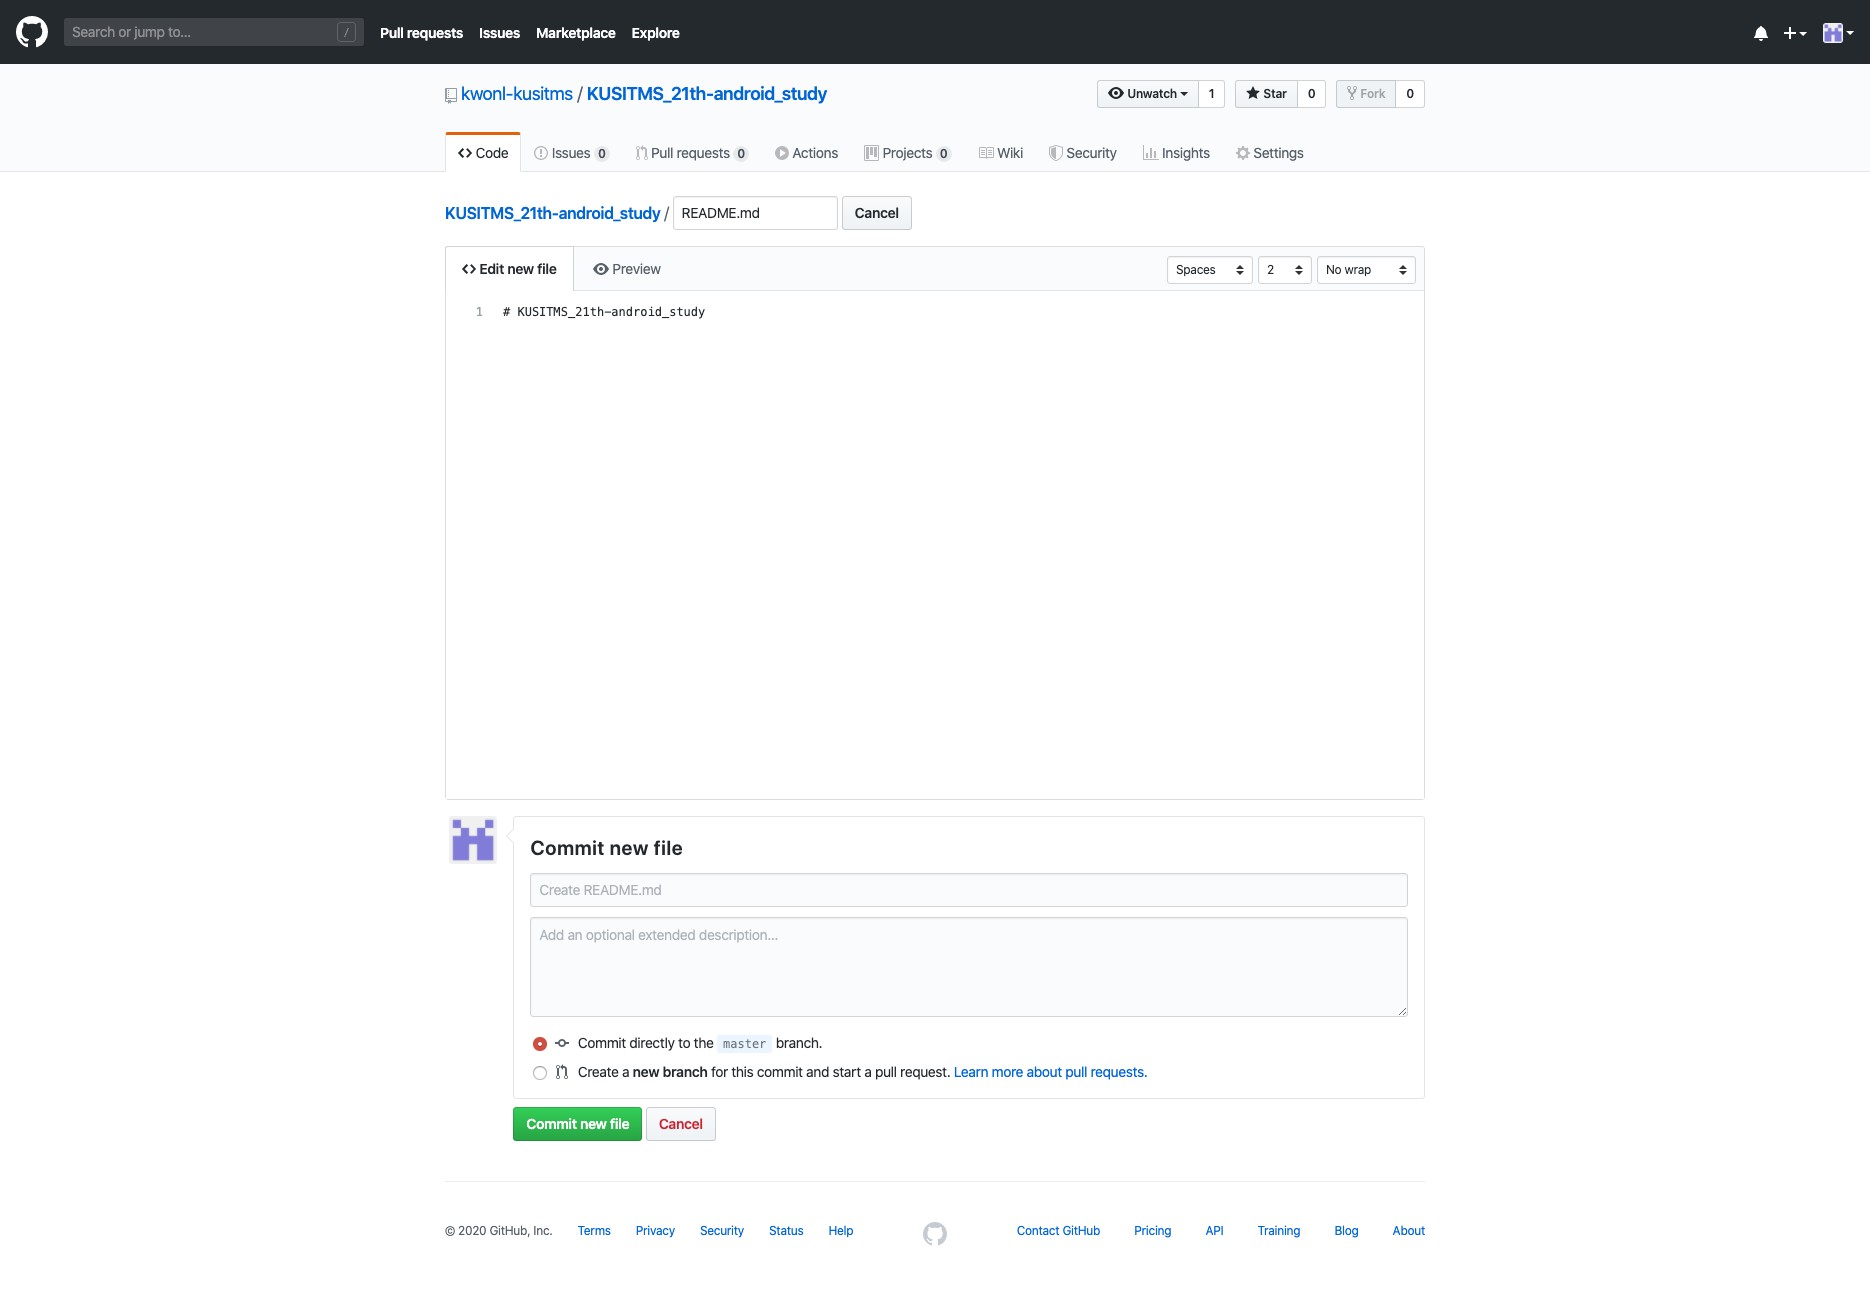 Search or jump to... /
Pull requests Issues Marketplace Explore
kwonl-kusitms / KUSITMS_21th-android_study
Unwatch 1 Star 0 Fork 0
Code Issues 0 Pull requests 0 Actions Projects 0 Wiki Security Insights Settings
KUSITMS_21th-android_study / README.md Cancel
Edit new file Preview Spaces 2 No wrap
1 # KUSITMS_21th-android_study
Commit new file
Create README.md
Add an optional extended description...
Commit directly to the master branch.
Create a new branch for this commit and start a pull request. Learn more about pull requests.
Commit new file Cancel
© 2020 GitHub, Inc. Terms Privacy Security Status Help Contact GitHub Pricing API Training Blog About